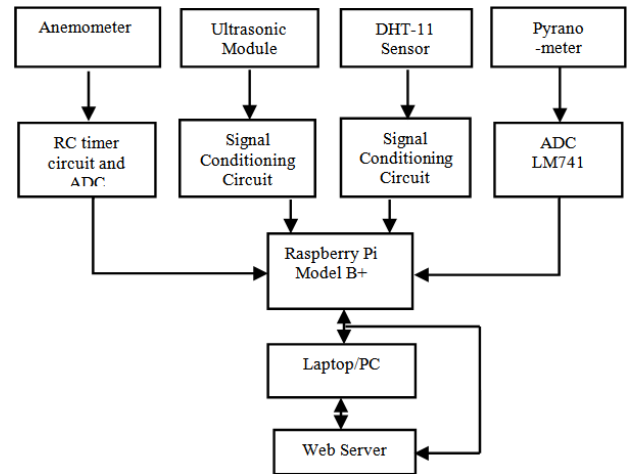 Anemometer
Ultrasonic
Module
DHT-11
Sensor
Pyrano
-meter
RC timer
circuit and
ADC
Signal
Conditioning
Circuit
Signal
Conditioning
Circuit
ADC
LM741
Raspberry Pi
Model B+
Laptop/PC
Web Server